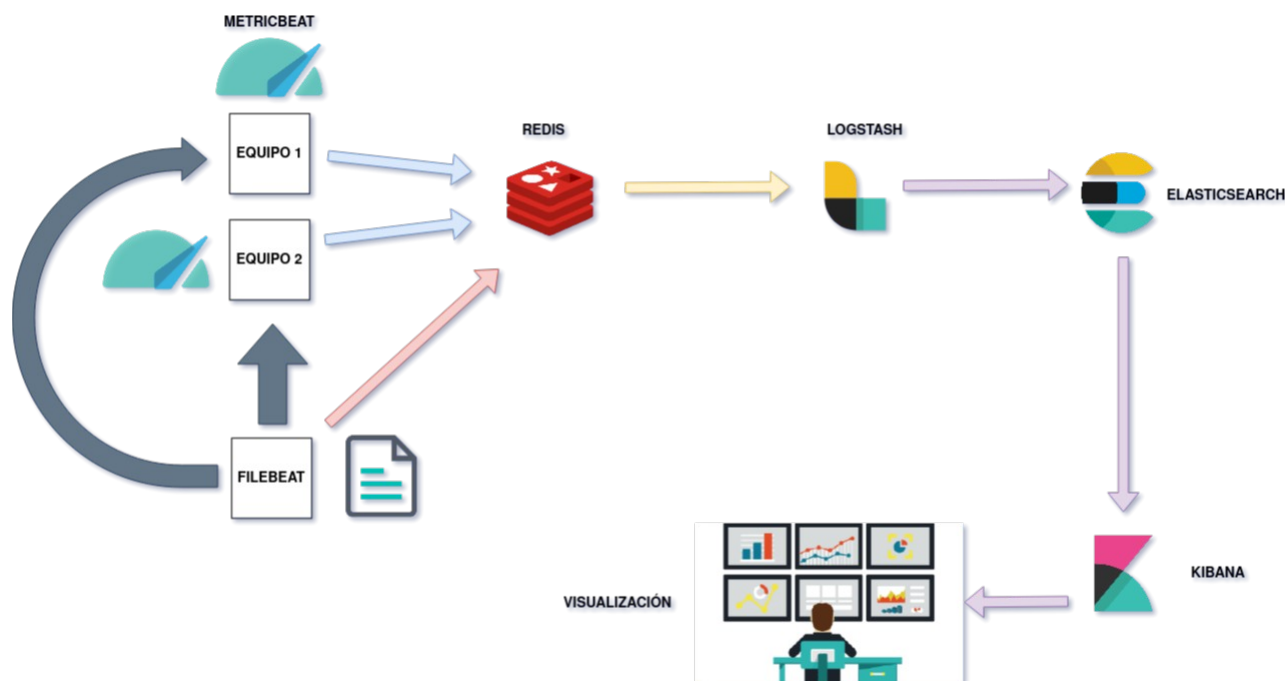 METRICBEAT
EQUIPO 1
REDIS
LOGSTASH
ELASTICSEARCH
EQUIPO 2
FILEBEAT
KIBANA
VISUALIZACIÓN